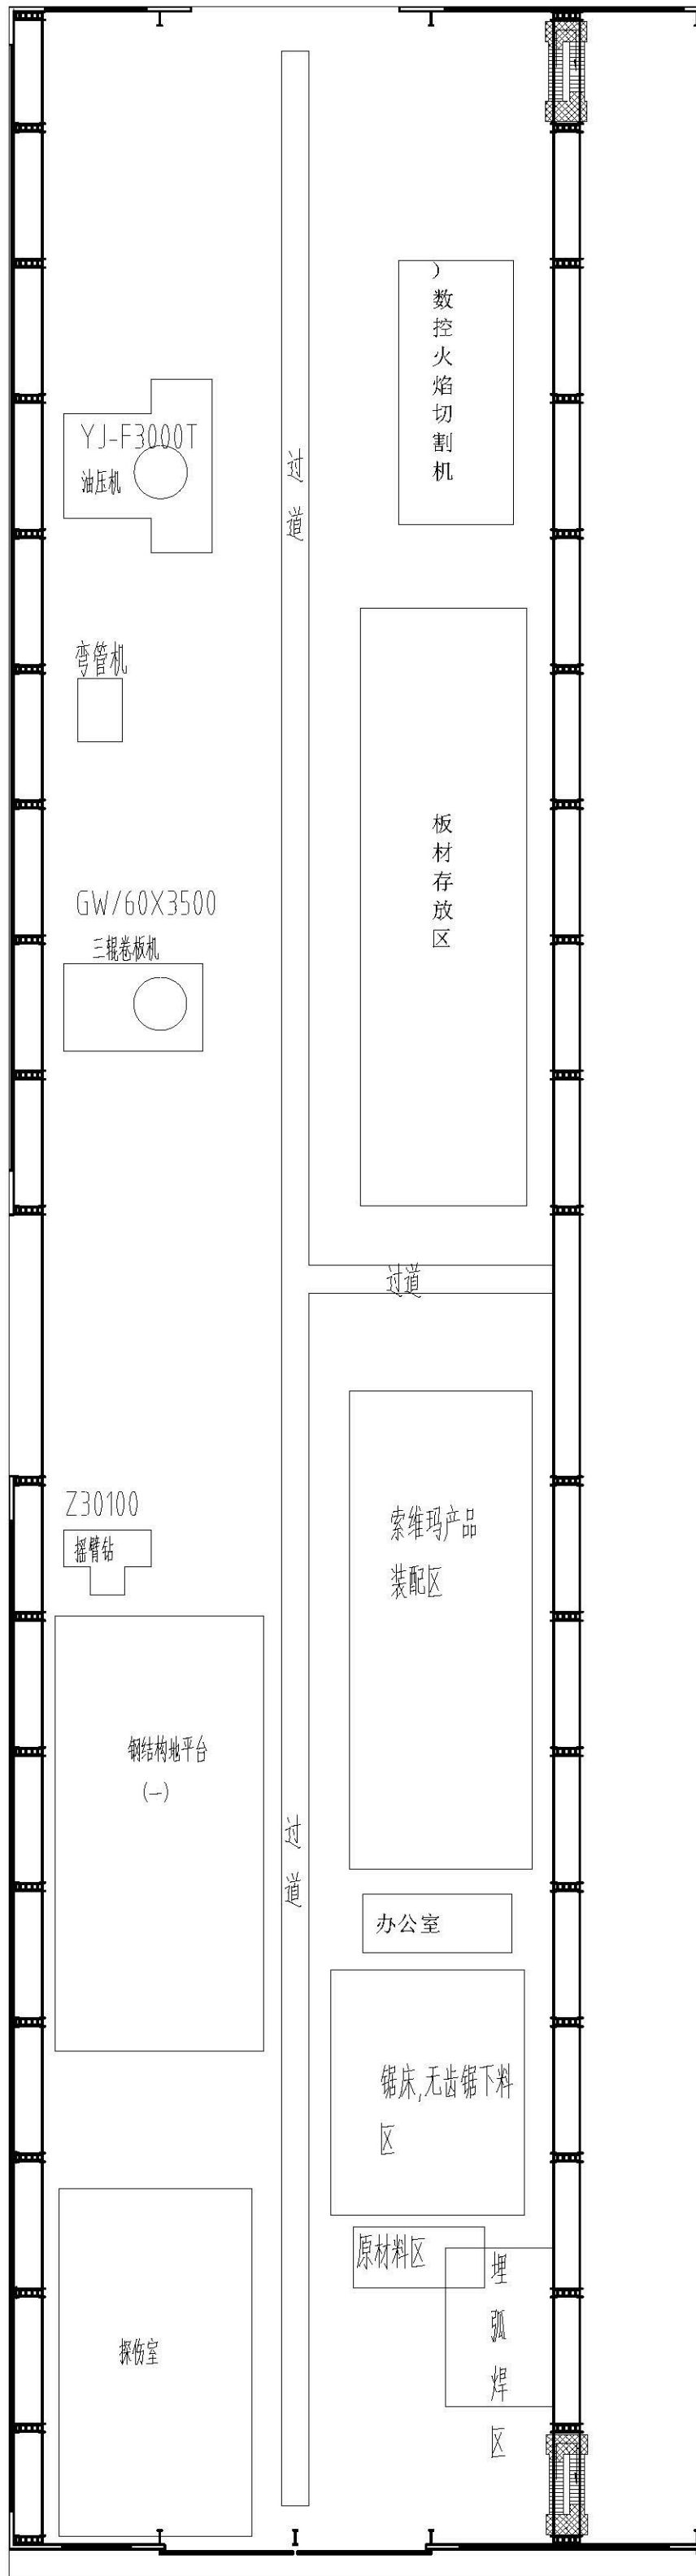 ）数控火焰切割机
YJ-F3000T
油压机
过道
弯管机
板材存放区
GW/60X3500
三辊卷板机
过道
Z30100
摇臂钻
索维玛产品
装配区
钢结构地平台
(一)
过道
办公室
锯床,无齿锯下料
区
原材料区
埋弧焊区
探伤室